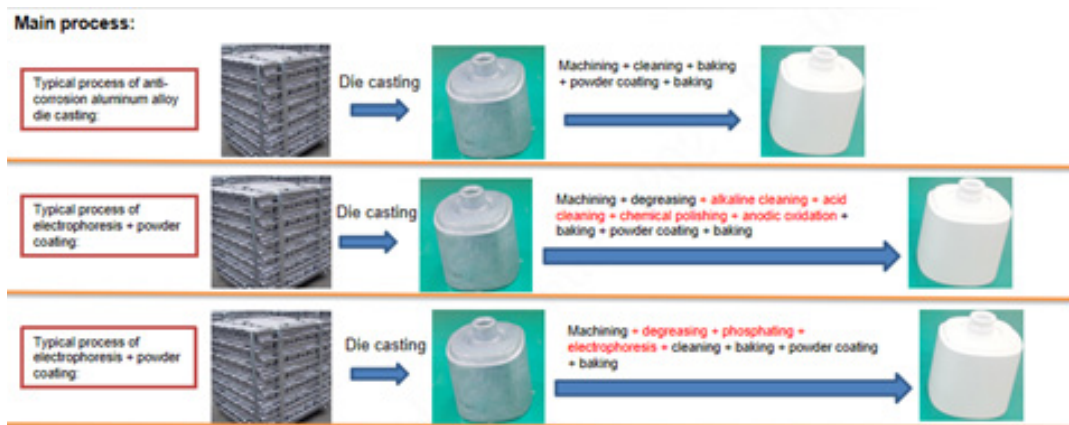 Main process:
Typical process of anti-
corrosion aluminum alloy
die casting:
Die casting
Machining + cleaning + baking
+ powder coating + baking
Typical process of
electrophoresis + powder
coating:
Die casting
Machining + degreasing + alkaline cleaning + acid
cleaning + chemical polishing + anodic oxidation +
baking + powder coating + baking
Typical process of
electrophoresis + powder
coating:
Die casting
Machining + degreasing + phosphating +
electrophoresis + cleaning + baking + powder coating
+ baking